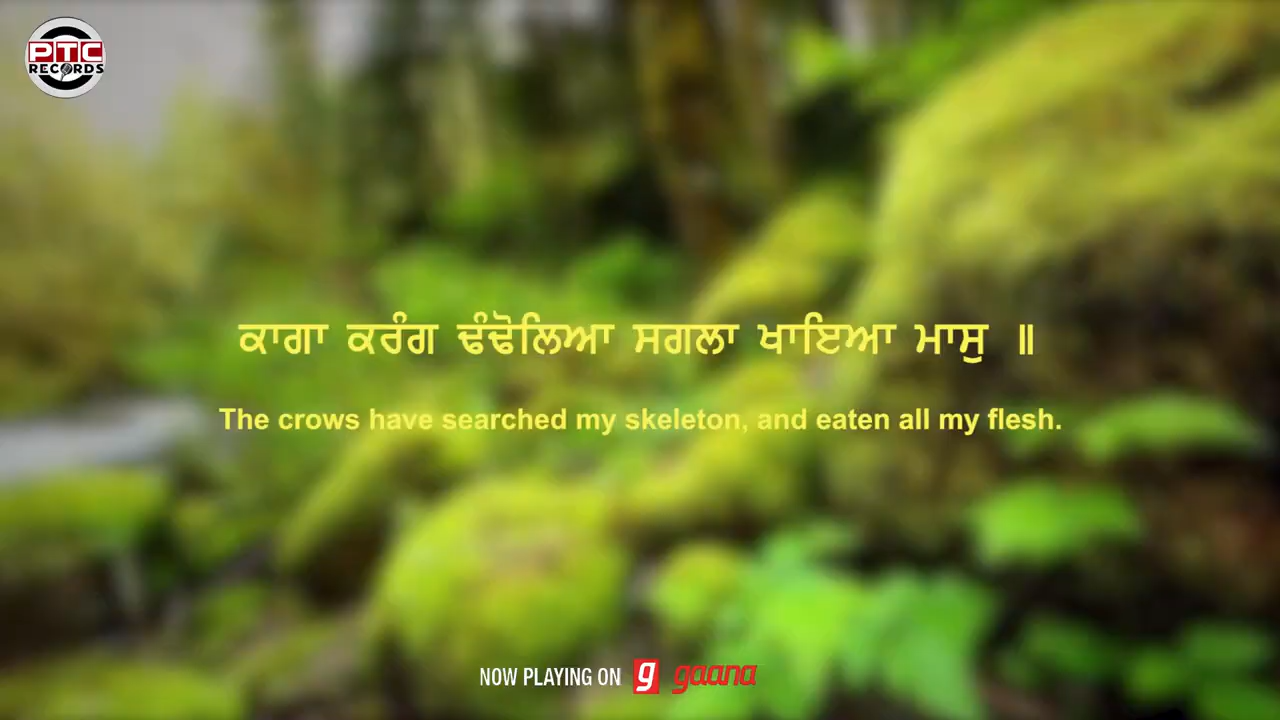 PTC
RECORDS
ਕਾਗਾ ਕਰੰਗ ਢੰਢੋਲਿਆ ਸਗਲਾ ਖਾਇਆ ਮਾਸੁ ॥
The crows have searched my skeleton, and eaten all my flesh.
NOW PLAYING ON g gaana